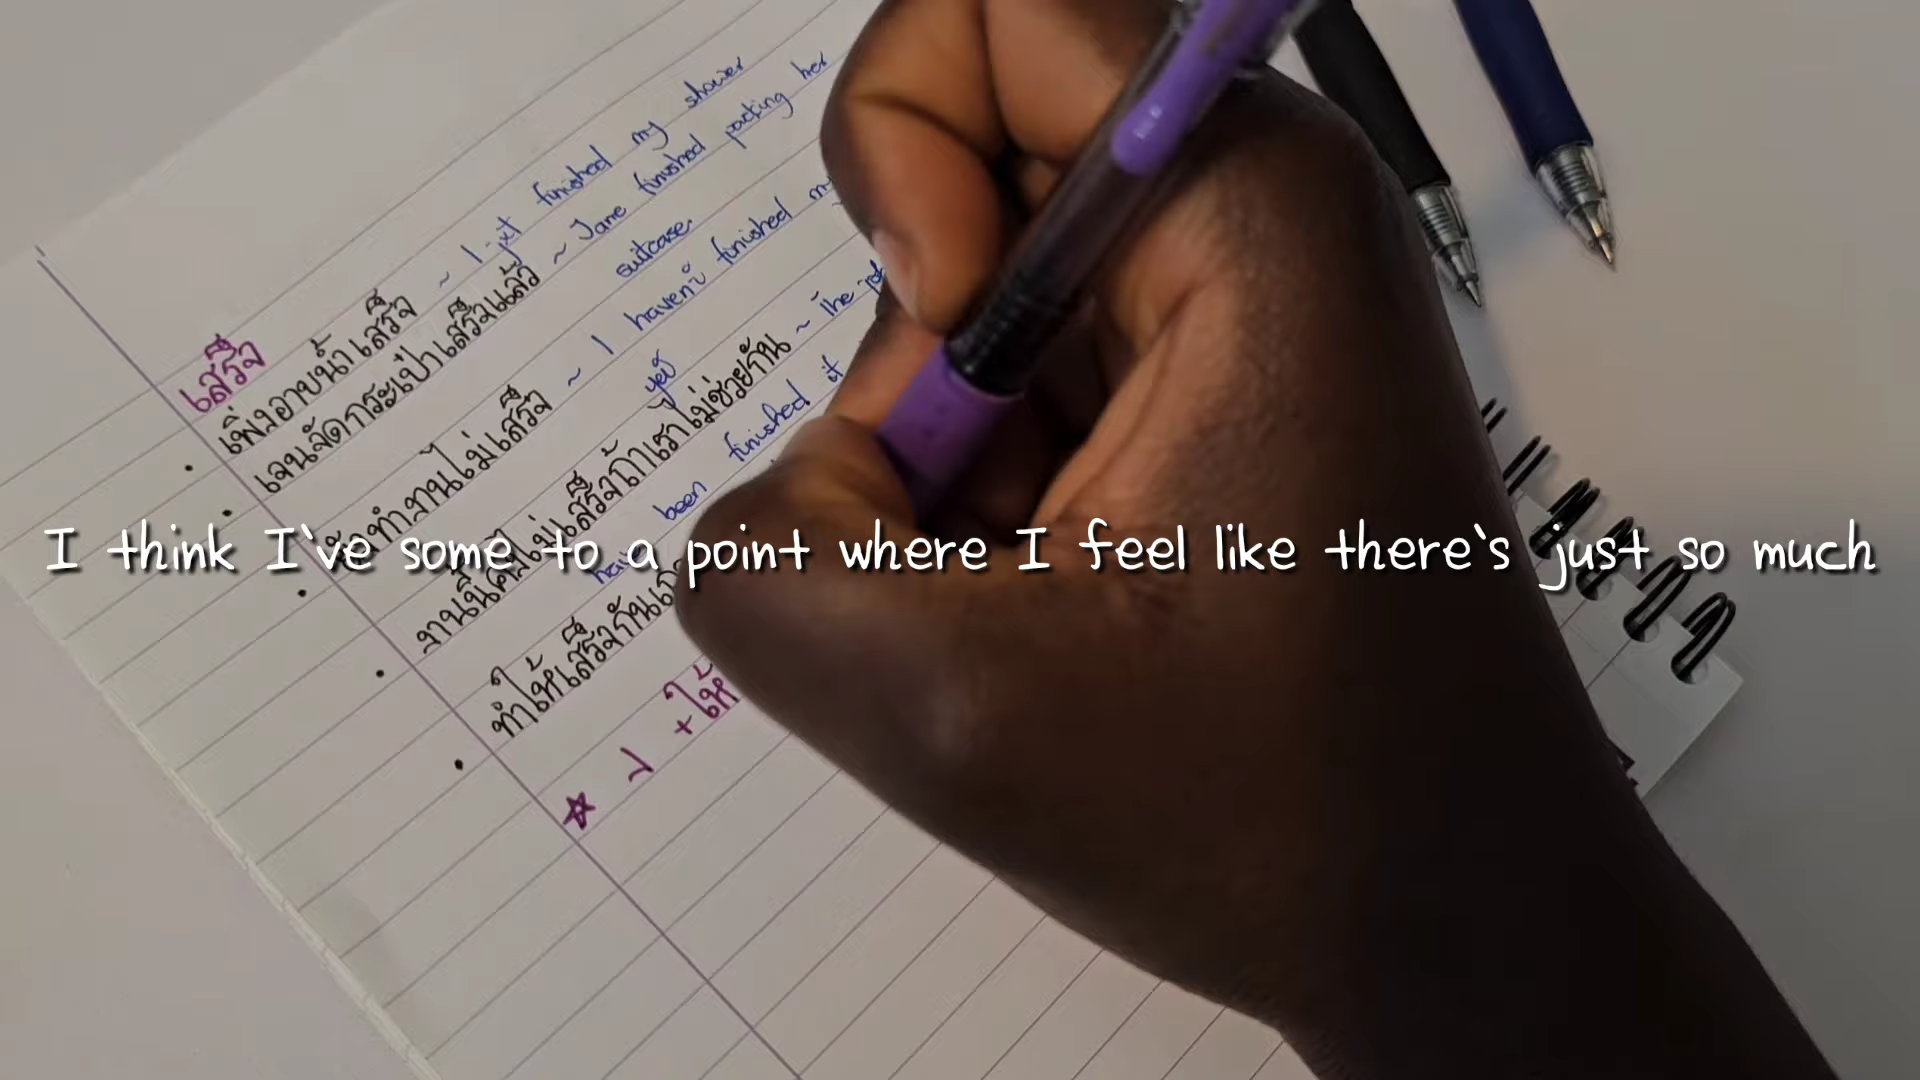 เสร็จ
เพิ่งอาบน้ำเสร็จ ~ I just finished my shower
เจนจัดกระเป๋าเสร็จแล้ว ~ Jane finished packing her
suitcase.
ทำงานไม่เสร็จ ~ I haven't finished
yet
งานนี้คงไม่เสร็จถ้าเราไม่ช่วยกัน ~ The
have been finished if
ทำให้เสร็จกัน
☆ V + ให้
I think I've some to a point where I feel like there's just so much